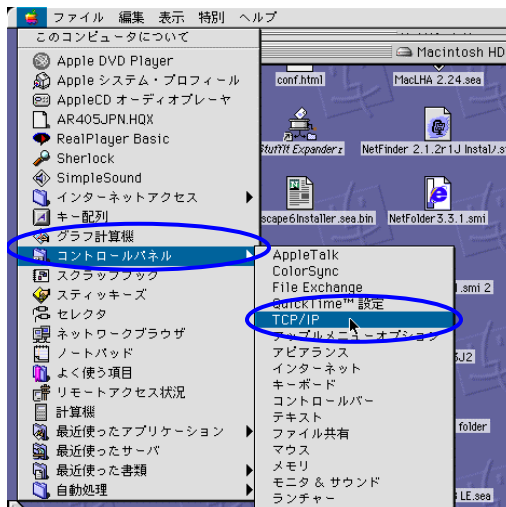 ファイル 編集 表示 特別 ヘルプ
このコンピュータについて
Apple DVD Player
Apple システム・プロフィール
AppleCD オーディオプレーヤ
AR405JPN.HQX
RealPlayer Basic
Sherlock
SimpleSound
インターネットアクセス
キー配列
グラフ計算機
コントロールパネル
スクラップブック
スティッキーズ
セレクタ
ネットワークブラウザ
ノートパッド
よく使う項目
リモートアクセス状況
計算機
最近使ったアプリケーション
最近使ったサーバ
最近使った書類
自動処理
AppleTalk
ColorSync
File Exchange
QuickTime™ 設定
TCP/IP
アップルメニューオプション
アピアランス
インターネット
キーボード
コントロールバー
テキスト
ファイル共有
マウス
メモリ
モニタ & サウンド
ランチャー
Macintosh HD
conf.html
MacLHA 2.24.sea
StuffIt Expander
NetFinder 2.1.2r1J Instal
scape6Installer.sea.bin
NetFolder3.3.1.smi
.smi 2
J2
folder
LE.sea